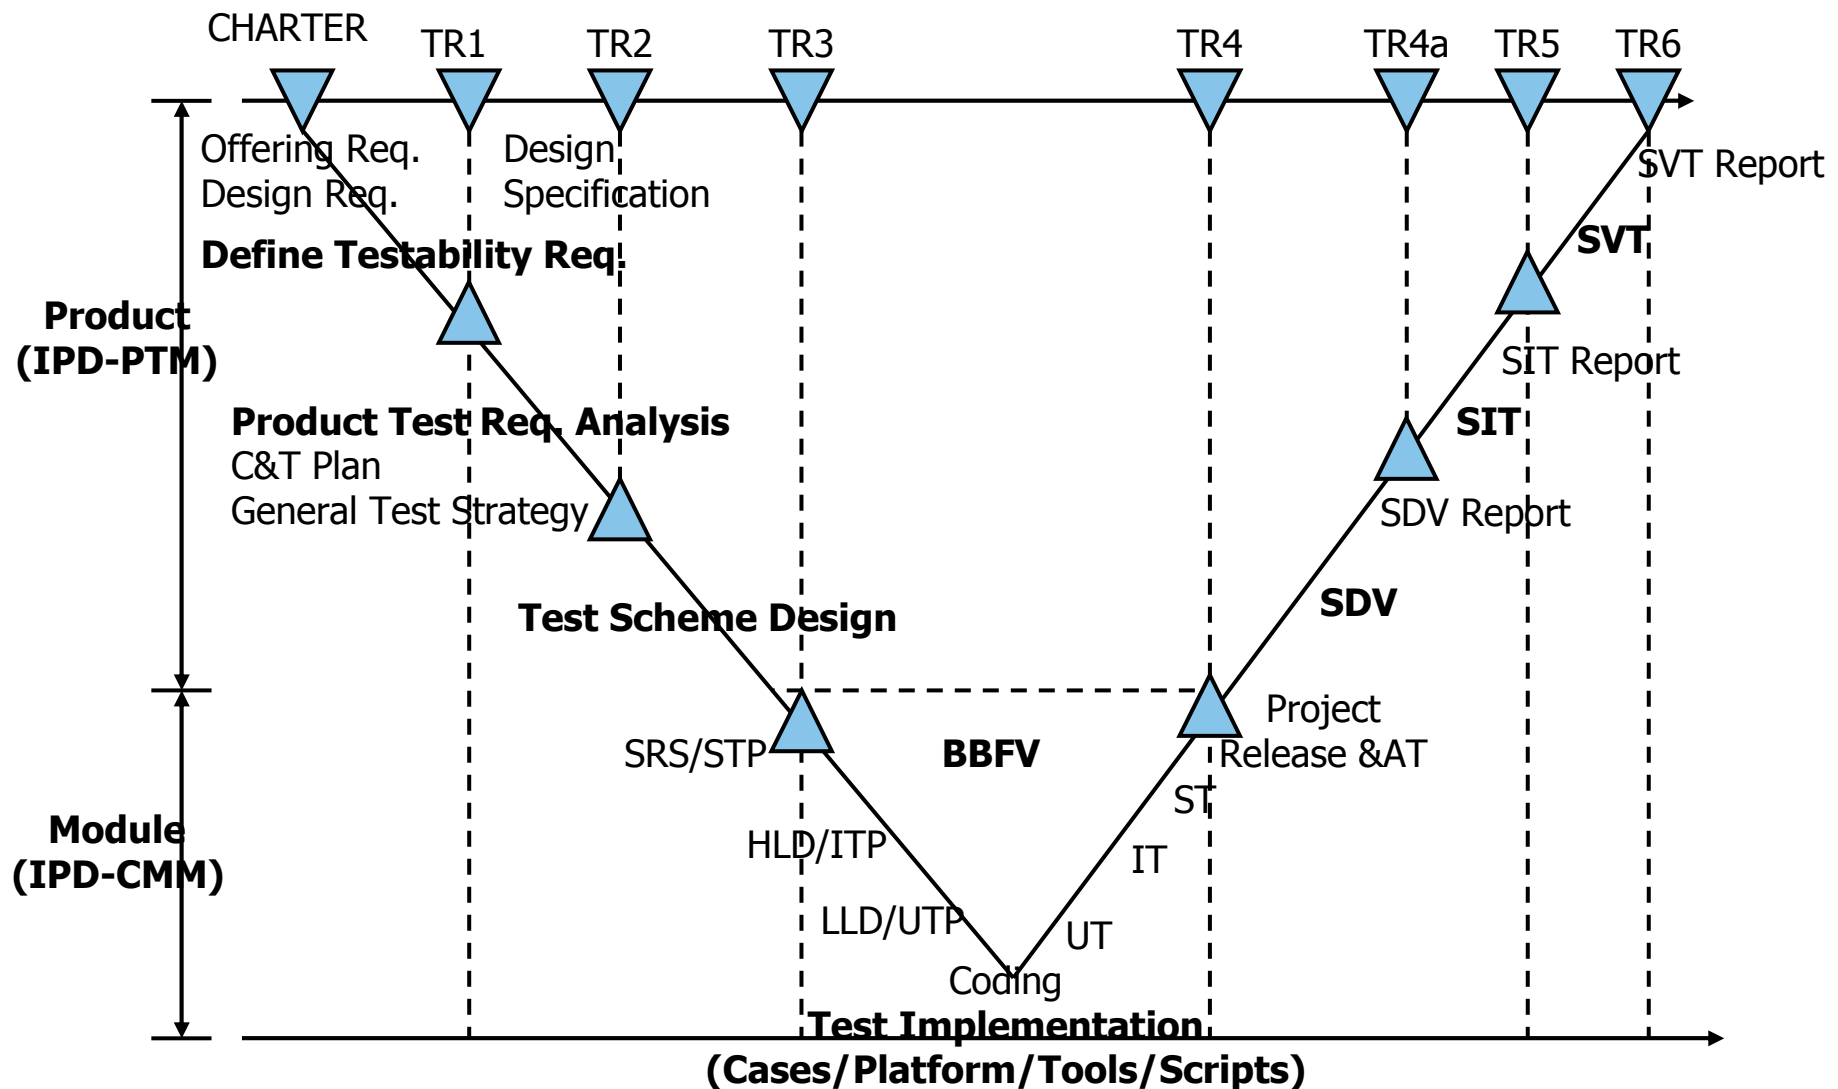 CHARTER
TR1
TR2
TR3
TR4
TR4a
TR5
TR6
Offering Req.
Design Req.
Design
Specification
SVT Report
Define Testability Req.
SVT
Product
(IPD-PTM)
SIT Report
Product Test Req. Analysis
C&T Plan
General Test Strategy
SIT
SDV Report
Test Scheme Design
SDV
SRS/STP
BBFV
Project
Release &AT
ST
Module
(IPD-CMM)
HLD/ITP
IT
LLD/UTP
UT
Coding
Test Implementation
(Cases/Platform/Tools/Scripts)